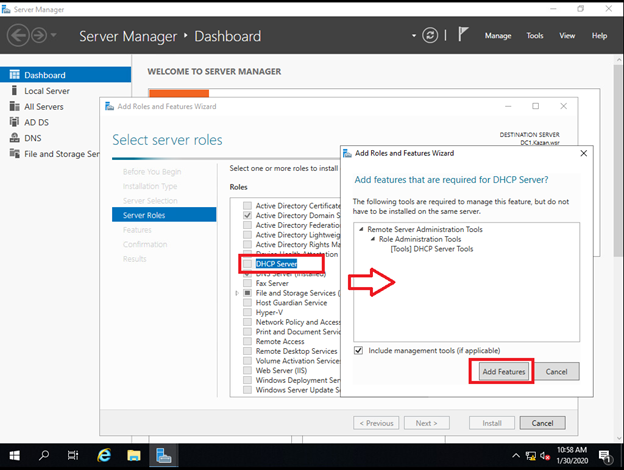 Server Manager
Server Manager ‣ Dashboard
Manage Tools View Help
Dashboard
Local Server
All Servers
AD DS
DNS
File and Storage Ser
WELCOME TO SERVER MANAGER
Add Roles and Features Wizard
Select server roles
DESTINATION SERVER
DC1.Kazan.wsr
Before You Begin
Installation Type
Server Selection
Server Roles
Features
Confirmation
Results
Select one or more roles to install
Roles
Active Directory Certificate
Active Directory Domain S
Active Directory Federation
Active Directory Lightweig
Active Directory Rights Ma
Device Health Attestation
DHCP Server
DNS Server (Installed)
Fax Server
File and Storage Services (
Host Guardian Service
Hyper-V
Network Policy and Access
Print and Document Service
Remote Access
Remote Desktop Services
Volume Activation Services
Web Server (IIS)
Windows Deployment Serv
Windows Server Update Se
< Previous Next > Install Cancel
Add Roles and Features Wizard
Add features that are required for DHCP Server?
The following tools are required to manage this feature, but do not
have to be installed on the same server.
Remote Server Administration Tools
Role Administration Tools
[Tools] DHCP Server Tools
Include management tools (if applicable)
Add Features Cancel
10:58 AM
1/30/2020
1